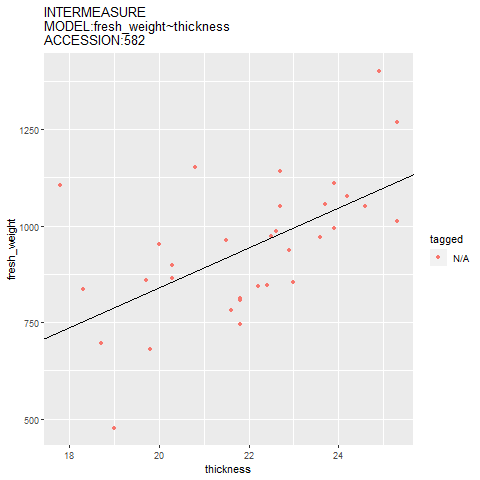 INTERMEASURE
MODEL:fresh_weight~thickness
ACCESSION:582
1250
1000
750
500
fresh_weight
18
20
22
24
thickness
tagged
N/A